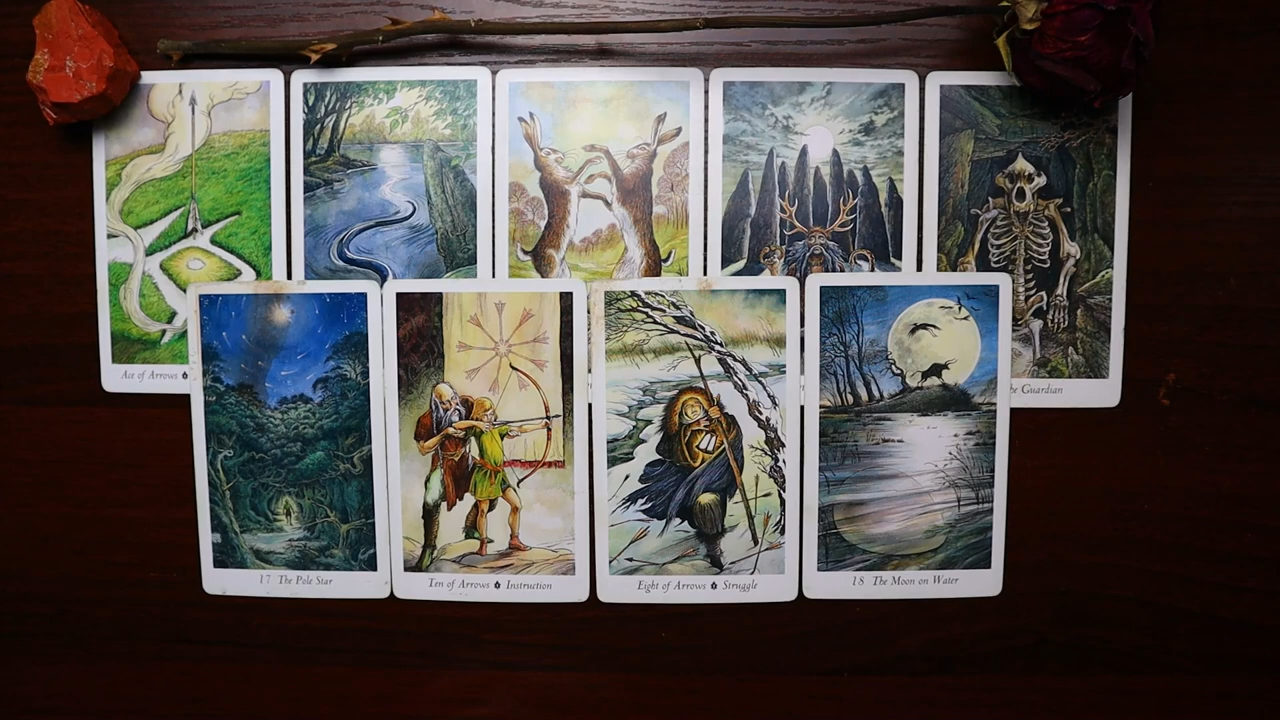 Ace of Arrows
he Guardian
17 The Pole Star
Ten of Arrows Instruction
Eight of Arrows Struggle
18 The Moon on Water